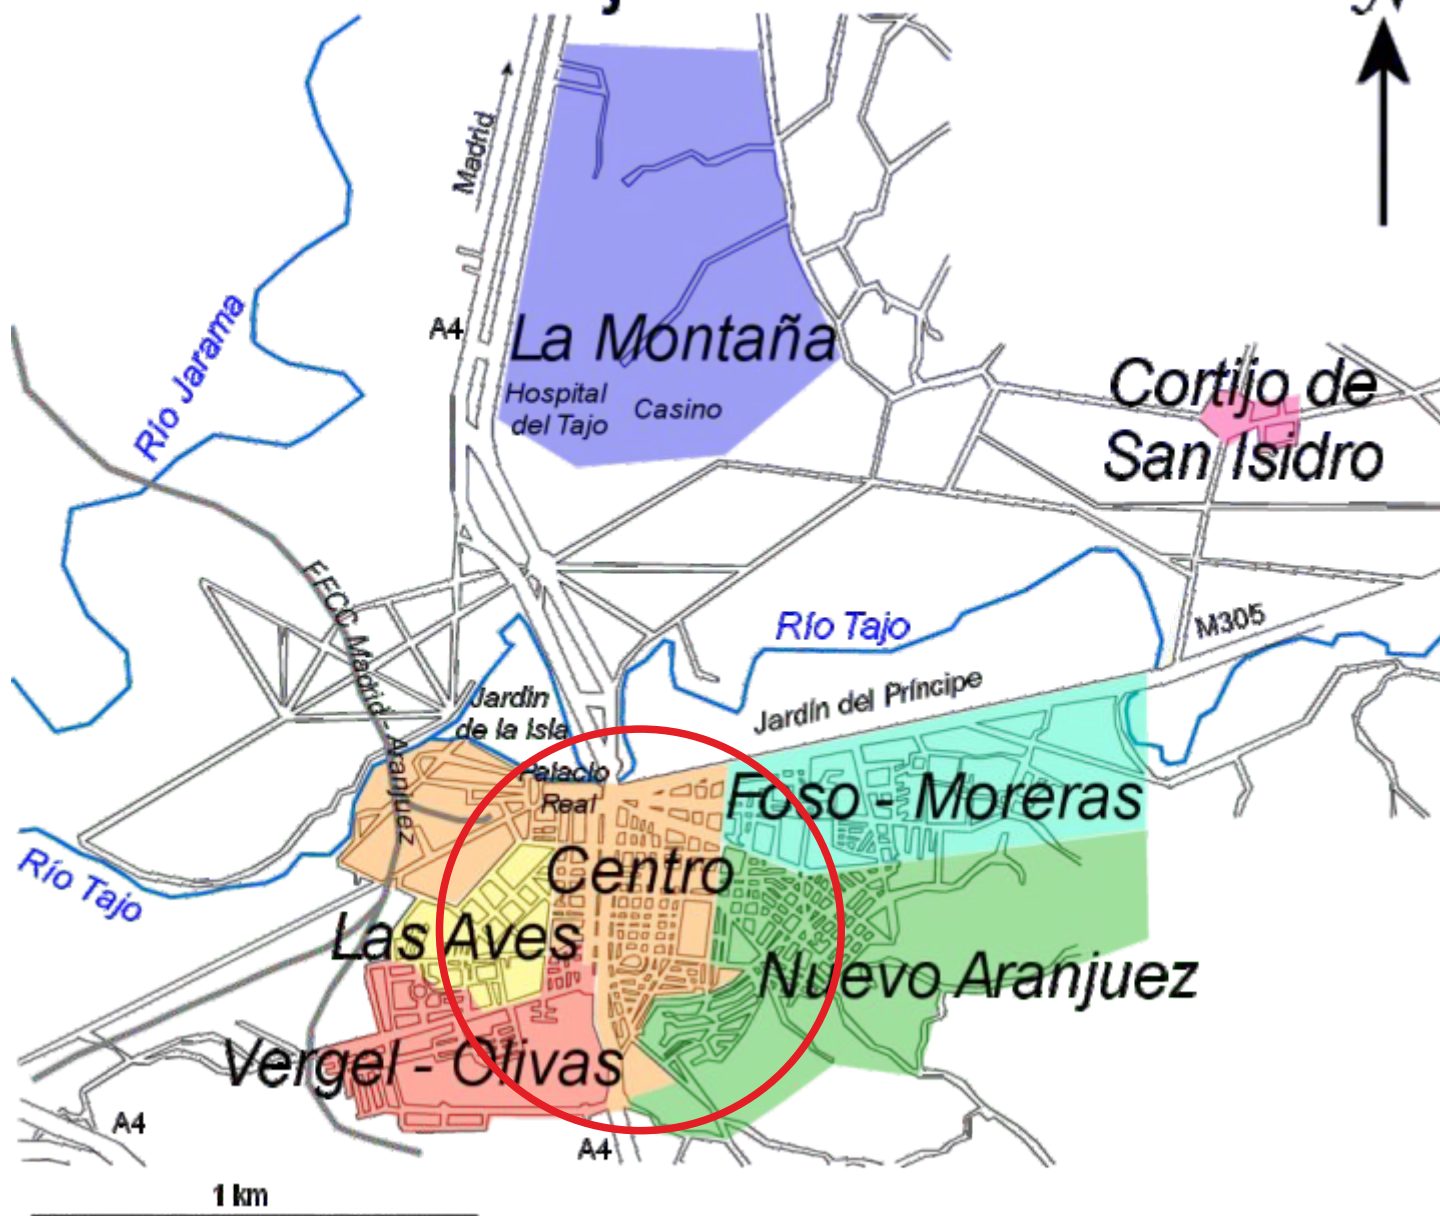 Madrid
A4
Río Jarama
La Montaña
Hospital
del Tajo
Casino
Cortijo de
San Isidro
FFCC Madrid - Aranjuez
Río Tajo
M305
Jardín del Príncipe
Jardín
de la Isla
Palacio
Real
Foso - Moreras
Centro
Río Tajo
Las Aves
Nuevo Aranjuez
Vergel - Olivas
A4
A4
1 km